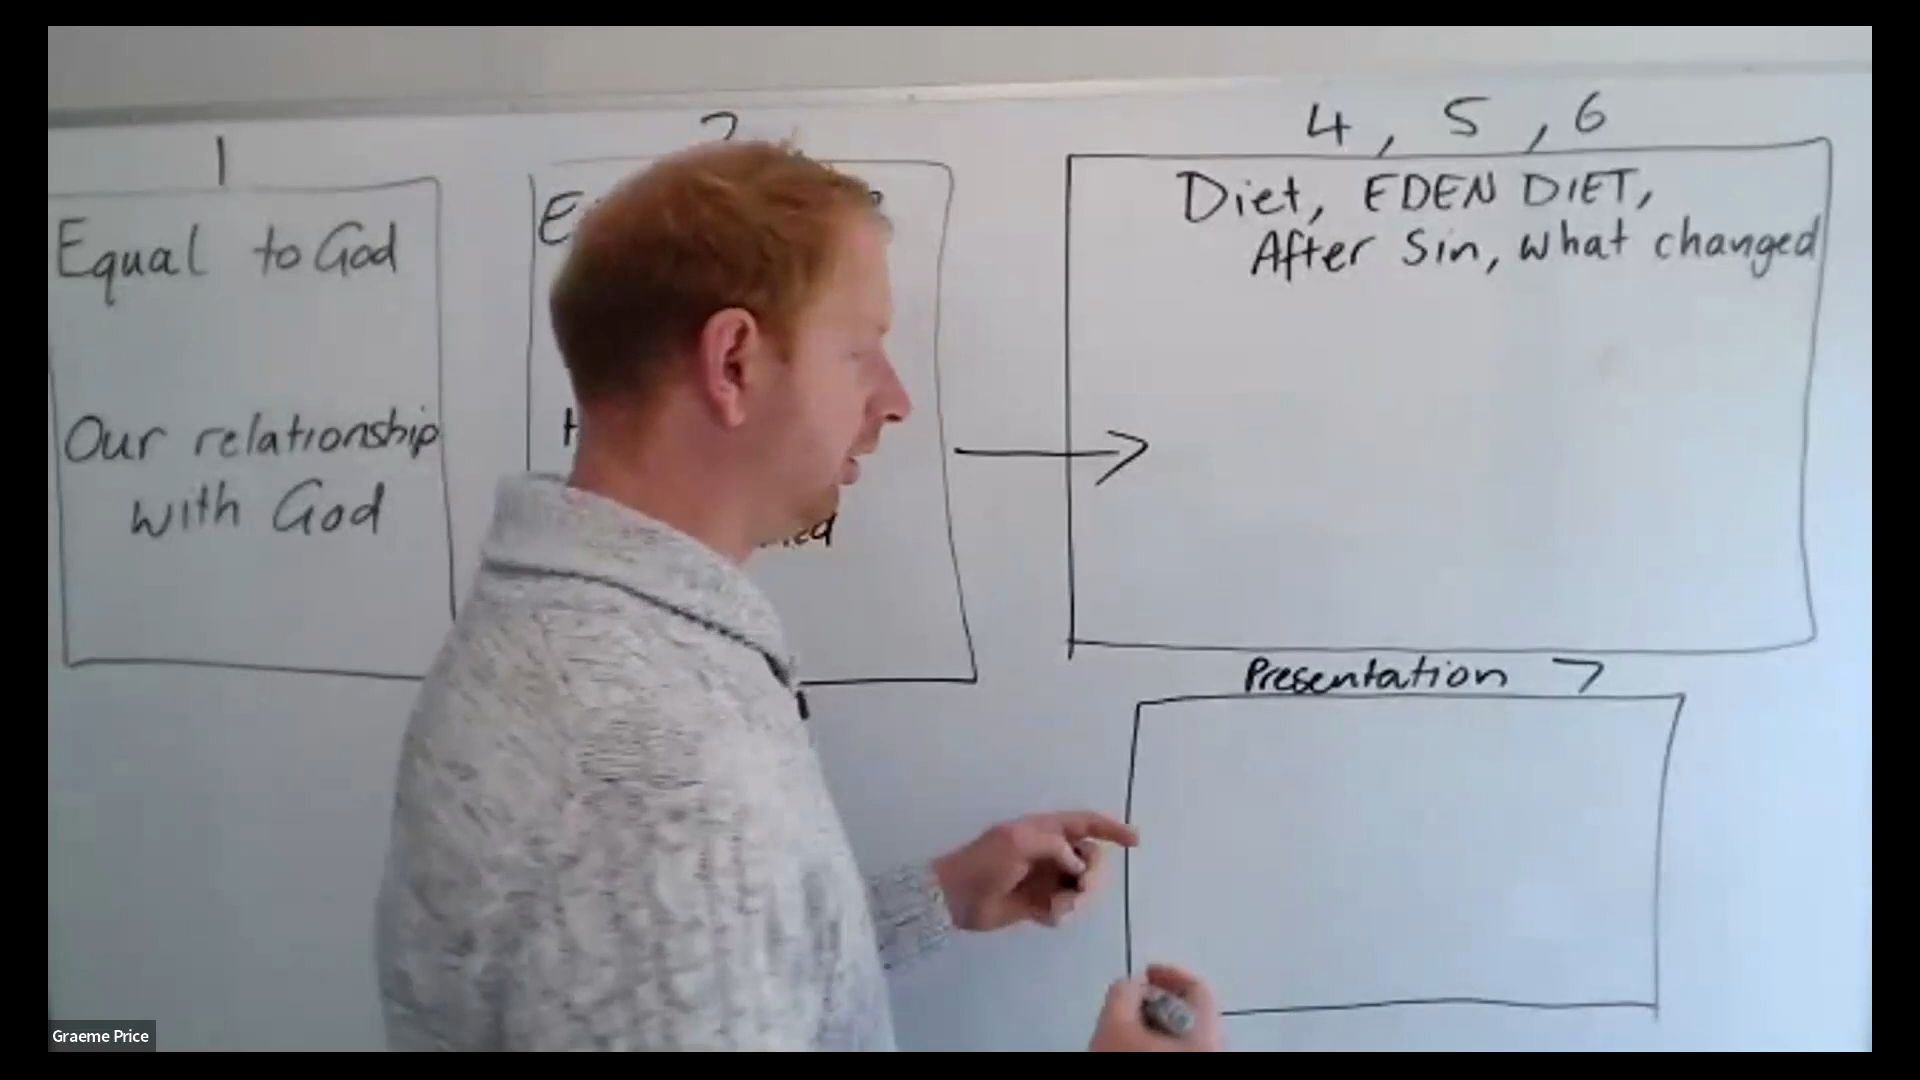 1
Equal to God
Our relationship
with God
4, 5, 6
Diet, EDEN DIET,
After Sin, what changed
Presentation 7
Graeme Price